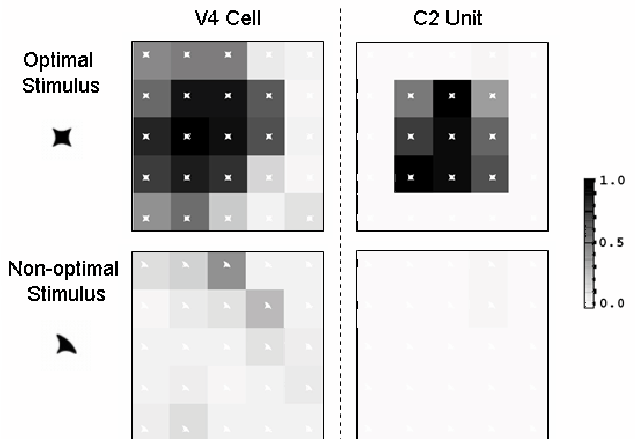 V4 Cell
C2 Unit
Optimal
Stimulus
1.0
0.5
0.0
Non-optimal
Stimulus